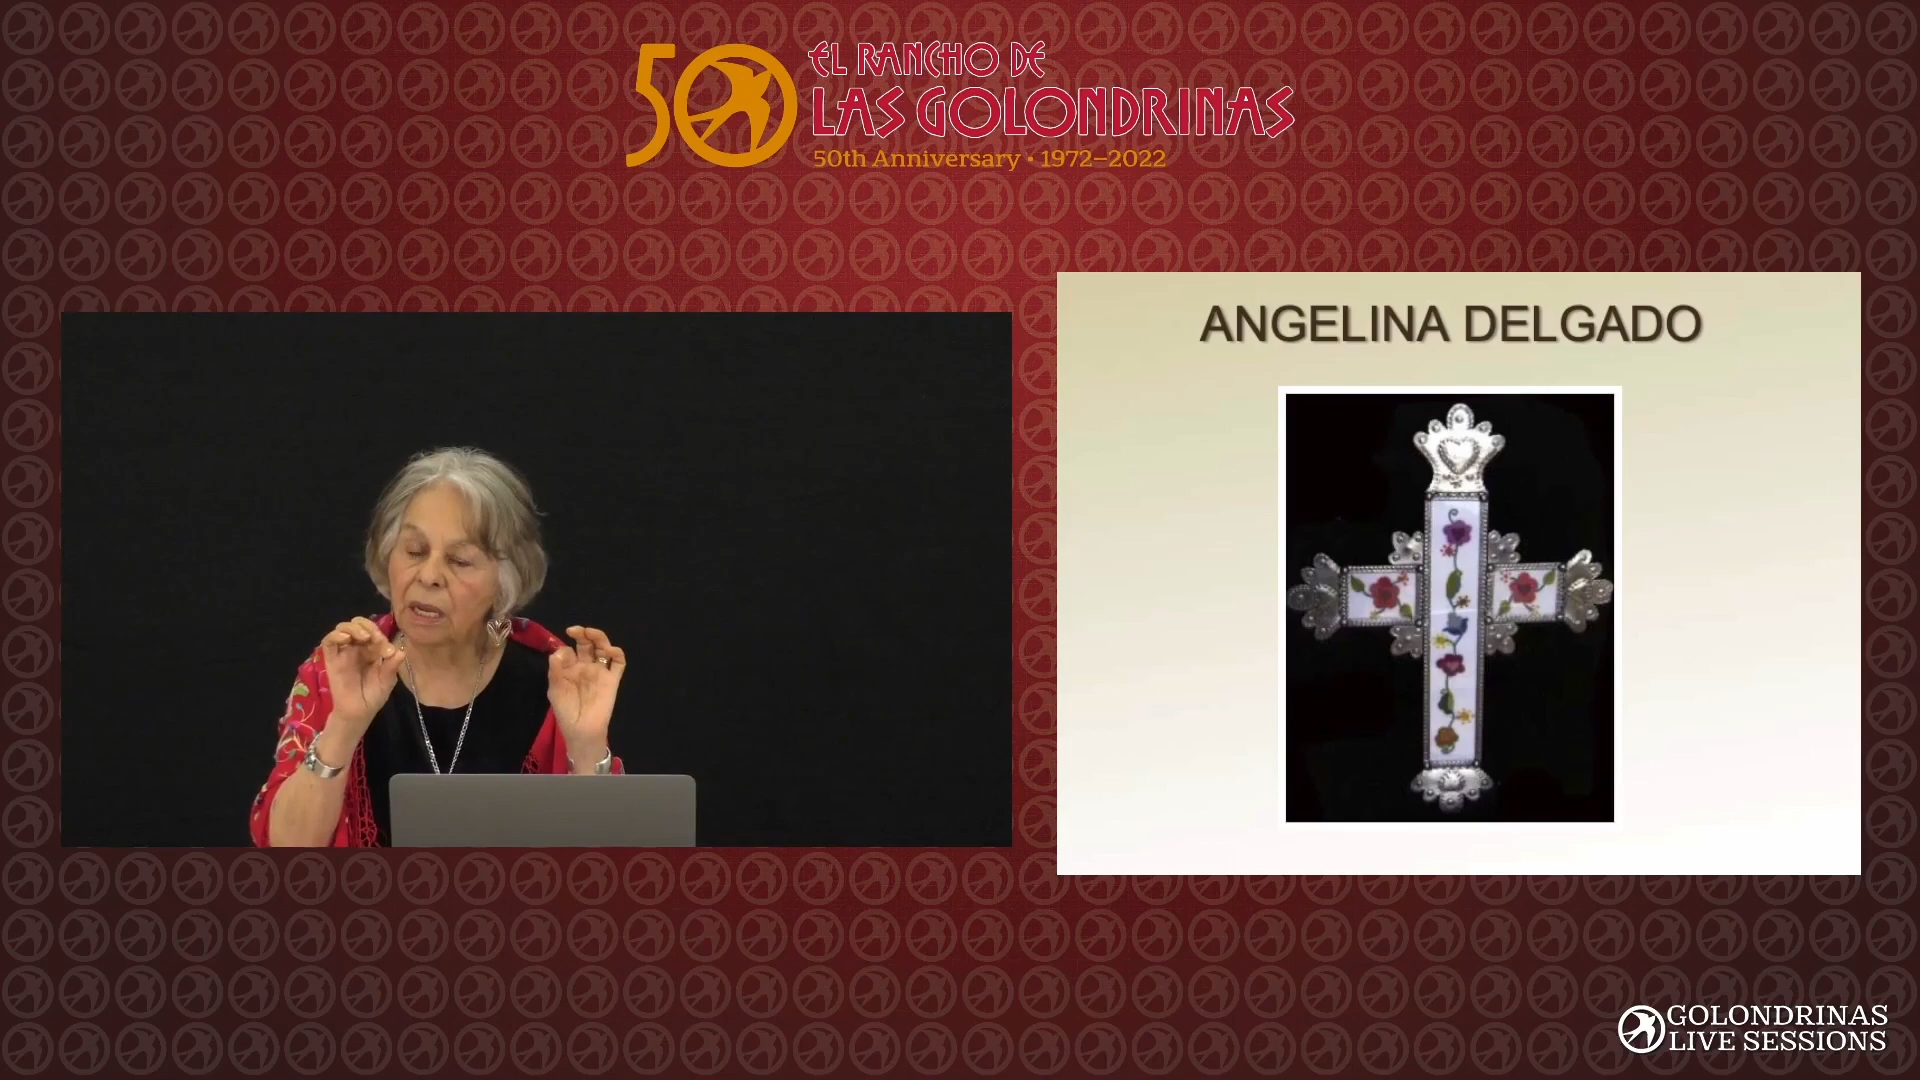 50 EL RANCHO DE
LAS GOLONDRINAS
50th Anniversary • 1972–2022
ANGELINA DELGADO
GOLONDRINAS
LIVE SESSIONS